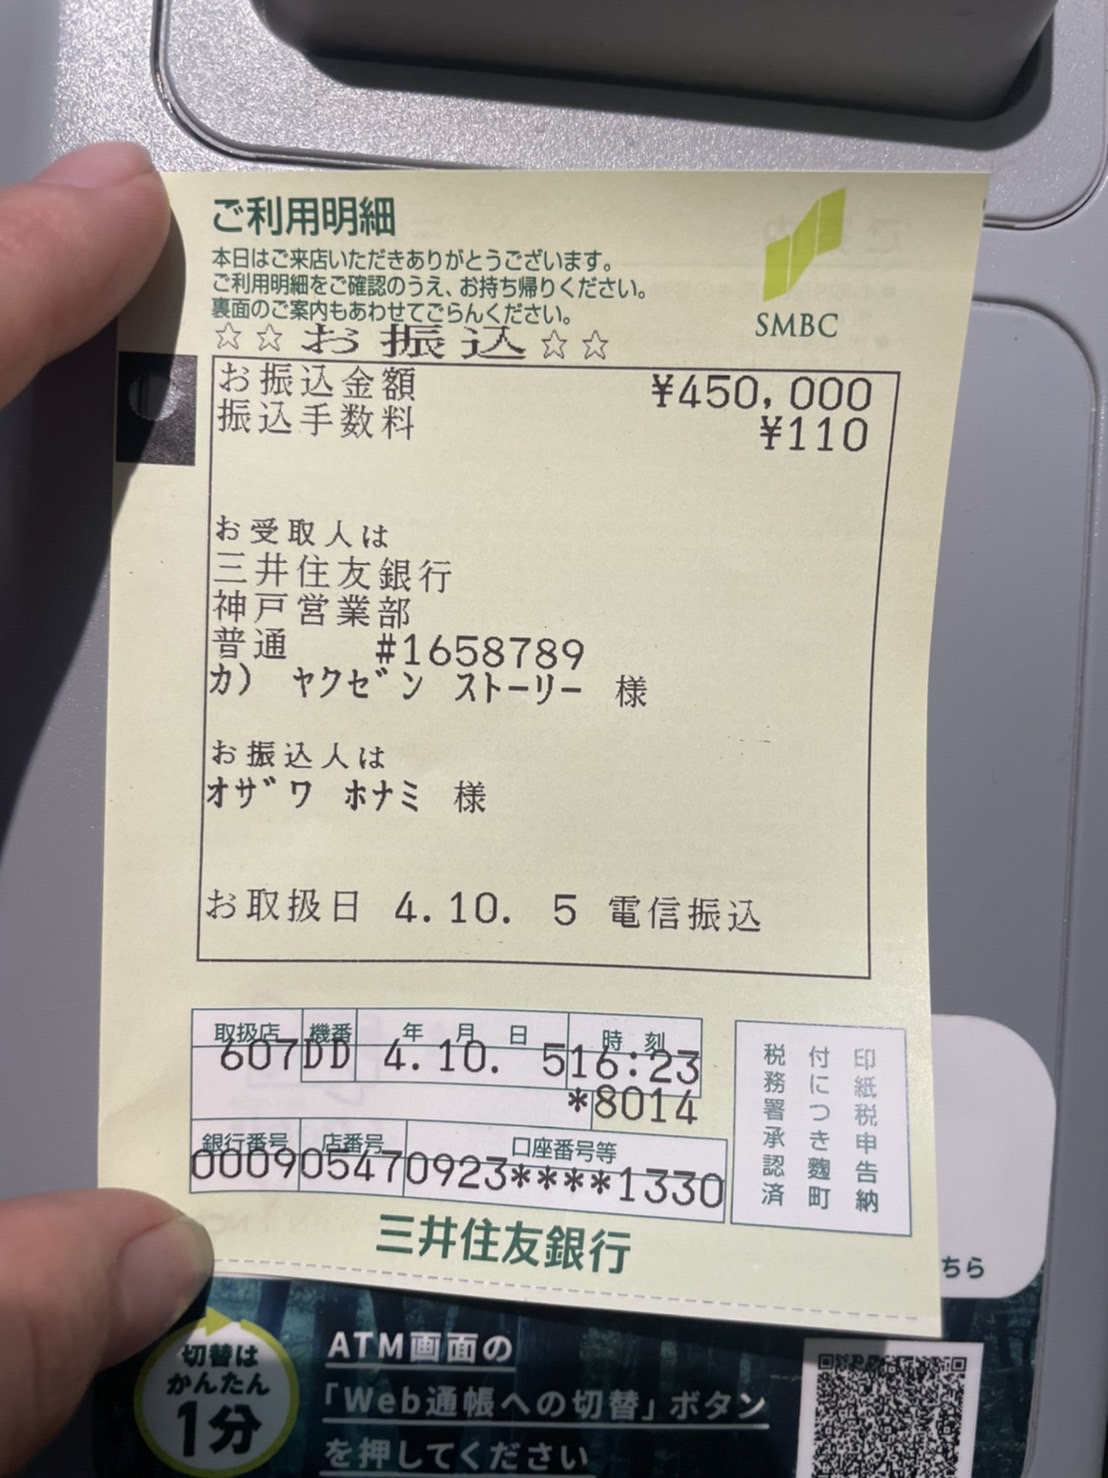 ご利用明細
本日はご来店いただきありがとうございます。
ご利用明細をご確認のうえ、お持ち帰りください。
裏面のご案内もあわせてごらんください。
SMBC
☆☆お振込☆☆
お振込金額 ¥450,000
振込手数料 ¥110
お受取人は
三井住友銀行
神戸営業部
普通 #1658789
カ) ヤクゼン ストーリー 様
お振込人は
オザワ ホナミ 様
お取扱日 4.10. 5 電信振込
取扱店 機番 年 月 日 時 刻
607 DD 4.10. 5 16:23
*8014
銀行番号 店番号 口座番号等
0009 0547 0923****1330
印紙税申告納
付につき麴町
税務署承認済
三井住友銀行
ちら
切替は
かんたん
1分
ATM画面の
「Web通帳への切替」ボタン
を押してください